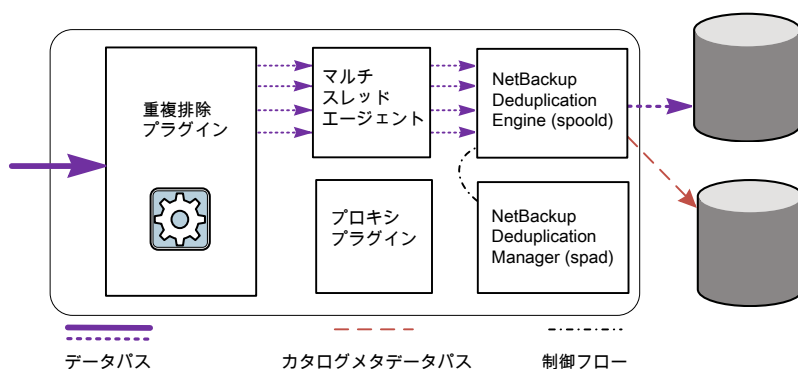 重複排除
プラグイン
マルチ
スレッド
エージェント
NetBackup
Deduplication
Engine (spoold)
プロキシ
プラグイン
NetBackup
Deduplication
Manager (spad)
データパス
カタログメタデータパス
制御フロー